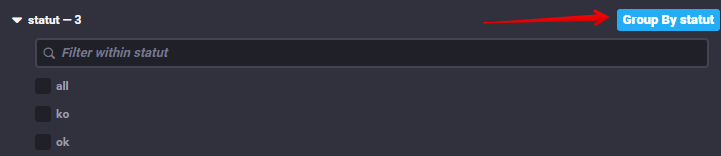 statut — 3 Group By statut
Filter within statut
all
ko
ok